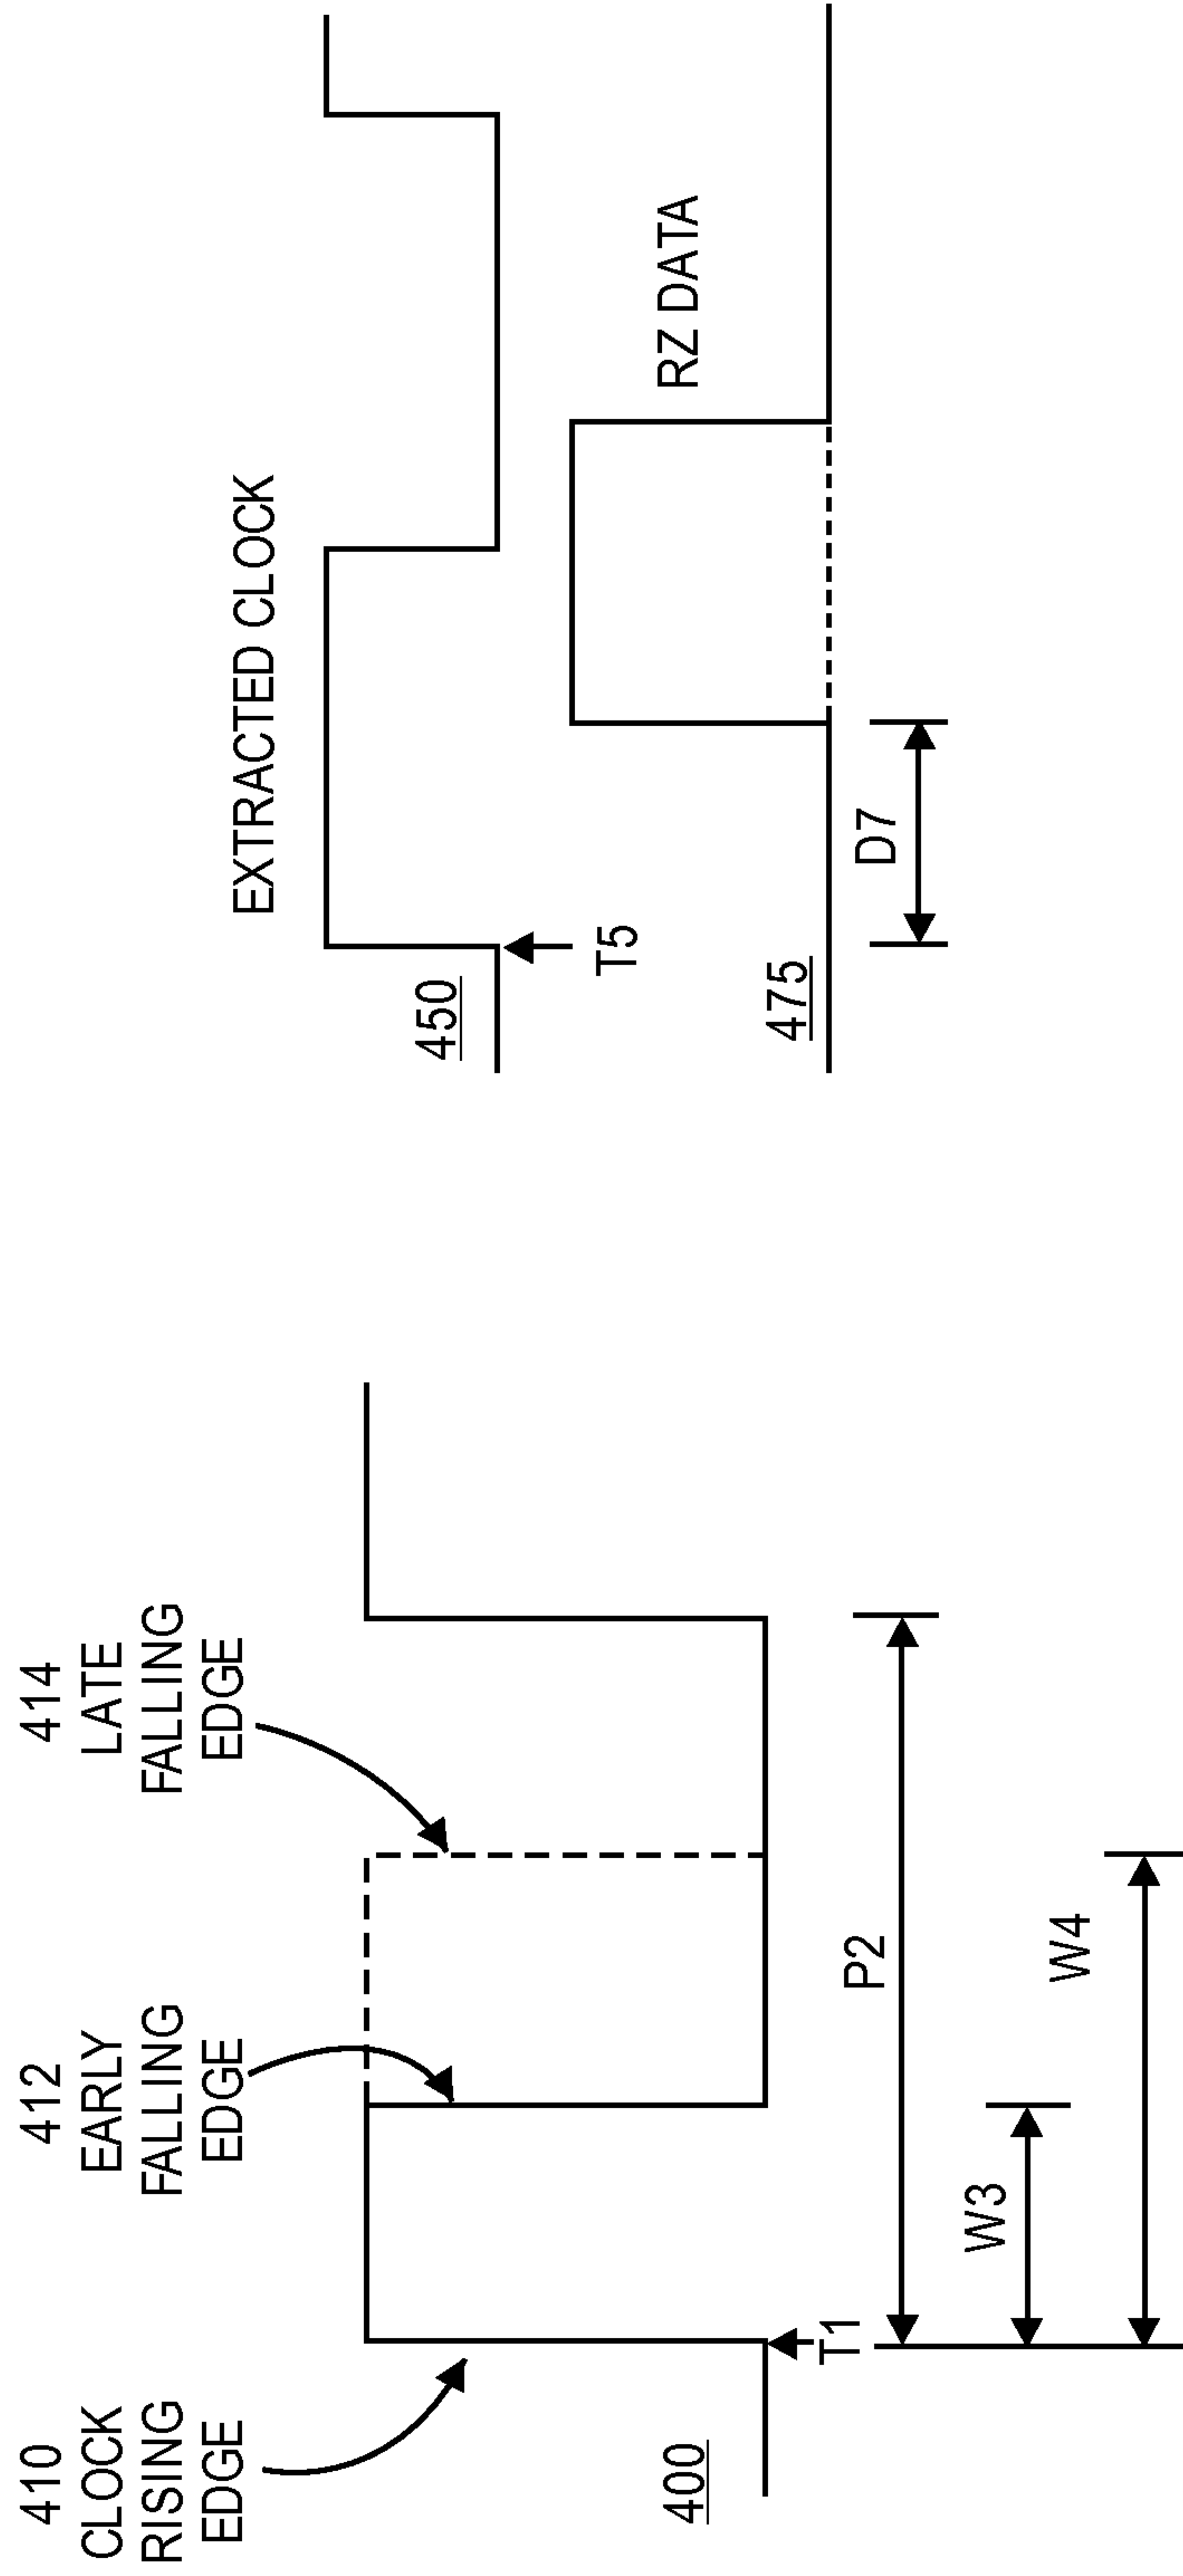 410
CLOCK
RISING
EDGE
412
EARLY
FALLING
EDGE
414
LATE
FALLING
EDGE
400
T1
P2
W3
W4
EXTRACTED CLOCK
450
T5
RZ DATA
475
D7